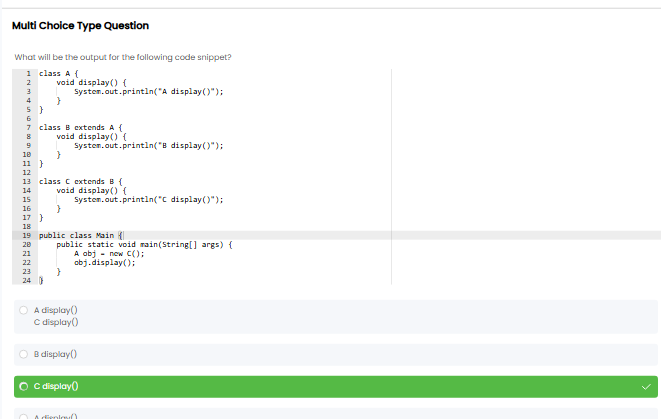 Multi Choice Type Question
What will be the output for the following code snippet?
1 class A {
2 void display() {
3 System.out.println("A display()");
4 }
5 }
6
7 class B extends A {
8 void display() {
9 System.out.println("B display()");
10 }
11 }
12
13 class C extends B {
14 void display() {
15 System.out.println("C display()");
16 }
17 }
18
19 public class Main {
20 public static void main(String[] args) {
21 A obj = new C();
22 obj.display();
23 }
24 }
A display()
C display()
B display()
C display()
A display()